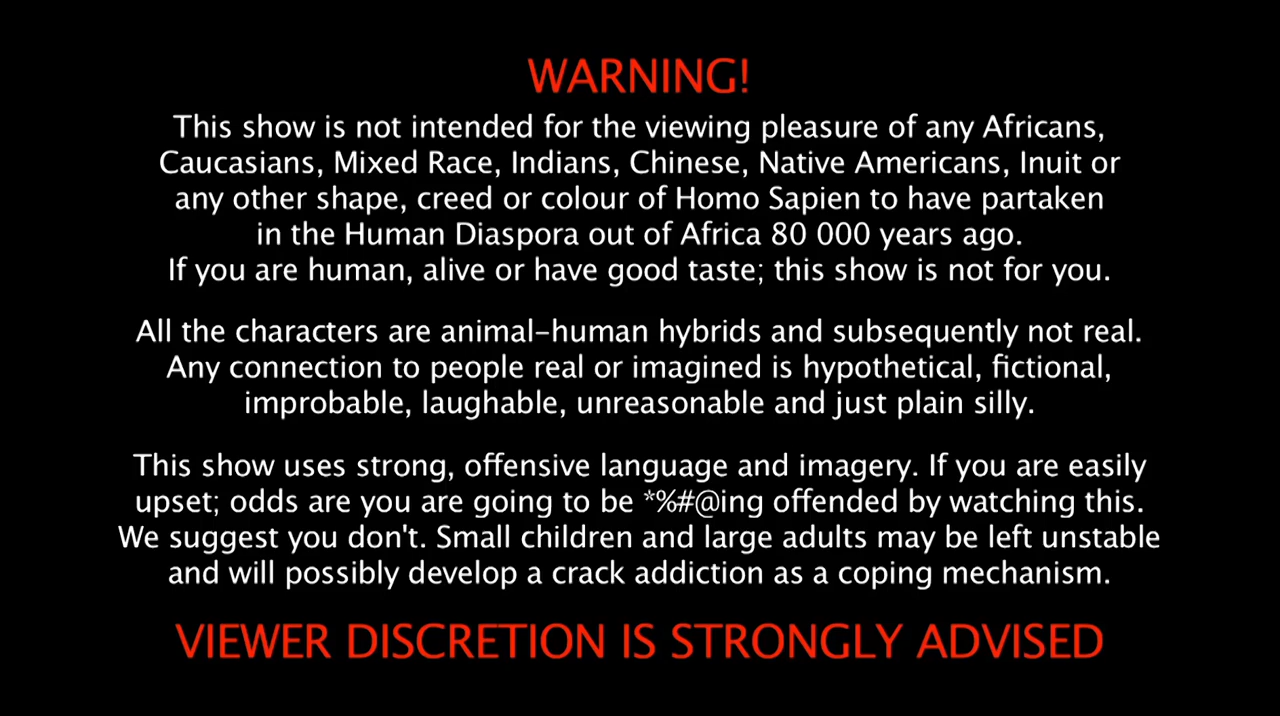 WARNING!
This show is not intended for the viewing pleasure of any Africans,
Caucasians, Mixed Race, Indians, Chinese, Native Americans, Inuit or
any other shape, creed or colour of Homo Sapien to have partaken
in the Human Diaspora out of Africa 80 000 years ago.
If you are human, alive or have good taste; this show is not for you.
All the characters are animal-human hybrids and subsequently not real.
Any connection to people real or imagined is hypothetical, fictional,
improbable, laughable, unreasonable and just plain silly.
This show uses strong, offensive language and imagery. If you are easily
upset; odds are you are going to be *%#@ing offended by watching this.
We suggest you don't. Small children and large adults may be left unstable
and will possibly develop a crack addiction as a coping mechanism.
VIEWER DISCRETION IS STRONGLY ADVISED